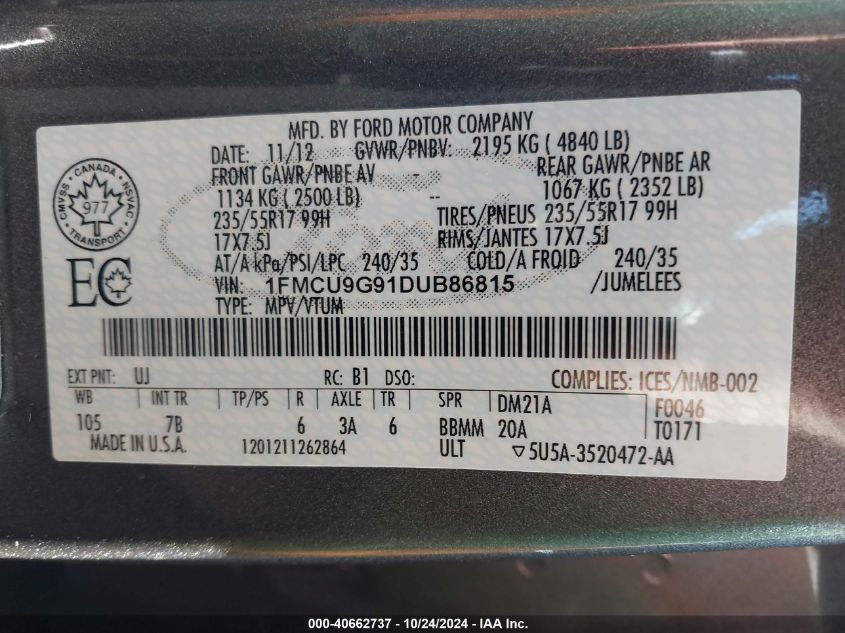 MFD. BY FORD MOTOR COMPANY
DATE: 11/12 GVWR/PNBV: 2195 KG ( 4840 LB)
FRONT GAWR/PNBE AV - REAR GAWR/PNBE AR
1134 KG ( 2500 LB) -- 1067 KG ( 2352 LB)
235/55R17 99H TIRES/PNEUS 235/55R17 99H
17X7.5J RIMS/JANTES 17X7.5J
AT/A kPa/PSI/LPC 240/35 COLD/A FROID 240/35
VIN: 1FMCU9G91DUB86815 /JUMELEES
TYPE: MPV/VTUM
CANADA
CMVSS
NSVAC
977
TRANSPORT
EC
EXT PNT: UJ RC: B1 DSO: COMPLIES: ICES/NMB-002
WB INT TR TP/PS R AXLE TR SPR DM21A F0046
105 7B 6 3A 6 BBMM 20A T0171
MADE IN U.S.A. 1201211262864 ULT ▽5U5A-3520472-AA
000-40662737 - 10/24/2024 - IAA Inc.